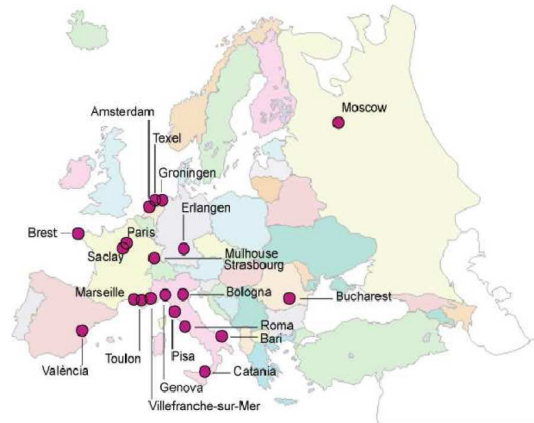 Moscow
Amsterdam
Texel
Groningen
Erlangen
Brest
Paris
Saclay
Mulhouse
Strasbourg
Marseille
Bologna
Bucharest
Roma
Bari
València
Toulon
Pisa
Catania
Genova
Villefranche-sur-Mer